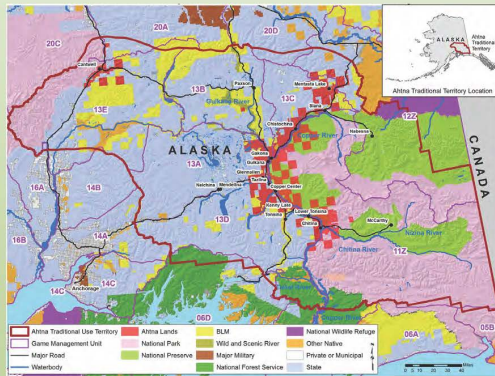 20A
20D
20C
ALASKA
Ahtna
Traditional
Territory
Ahtna Traditional Territory Location
Cantwell
Paxson
Mentasta Lake
13B
13C
13E
Slana
Gulkana River
Chistochina
12Z
Nabesna
ALASKA
CANADA
13A
Gakona
Gulkana
Glennallen
Tazlina
Copper Center
Nelchina
Mendeltna
16A
14B
Kenny Lake
Tonsina
Lower Tonsina
McCarthy
Chitina
Nizina River
13D
16B
14A
Chitina River
11Z
Anchorage
14C
14C
06D
06A
05B
Ahtna Traditional Use Territory
Ahtna Lands
BLM
National Wildlife Refuge
Game Management Unit
National Park
Wild and Scenic River
Other Native
Major Road
National Preserve
Major Military
Private or Municipal
Waterbody
National Forest Service
State
Miles